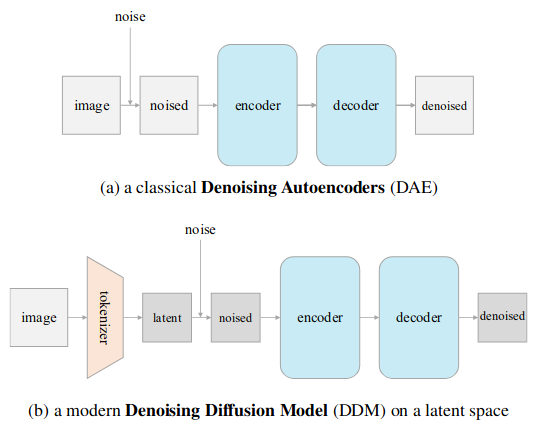 noise
image
noised
encoder
decoder
denoised
(a) a classical Denoising Autoencoders (DAE)
noise
image
tokenizer
latent
noised
encoder
decoder
denoised
(b) a modern Denoising Diffusion Model (DDM) on a latent space